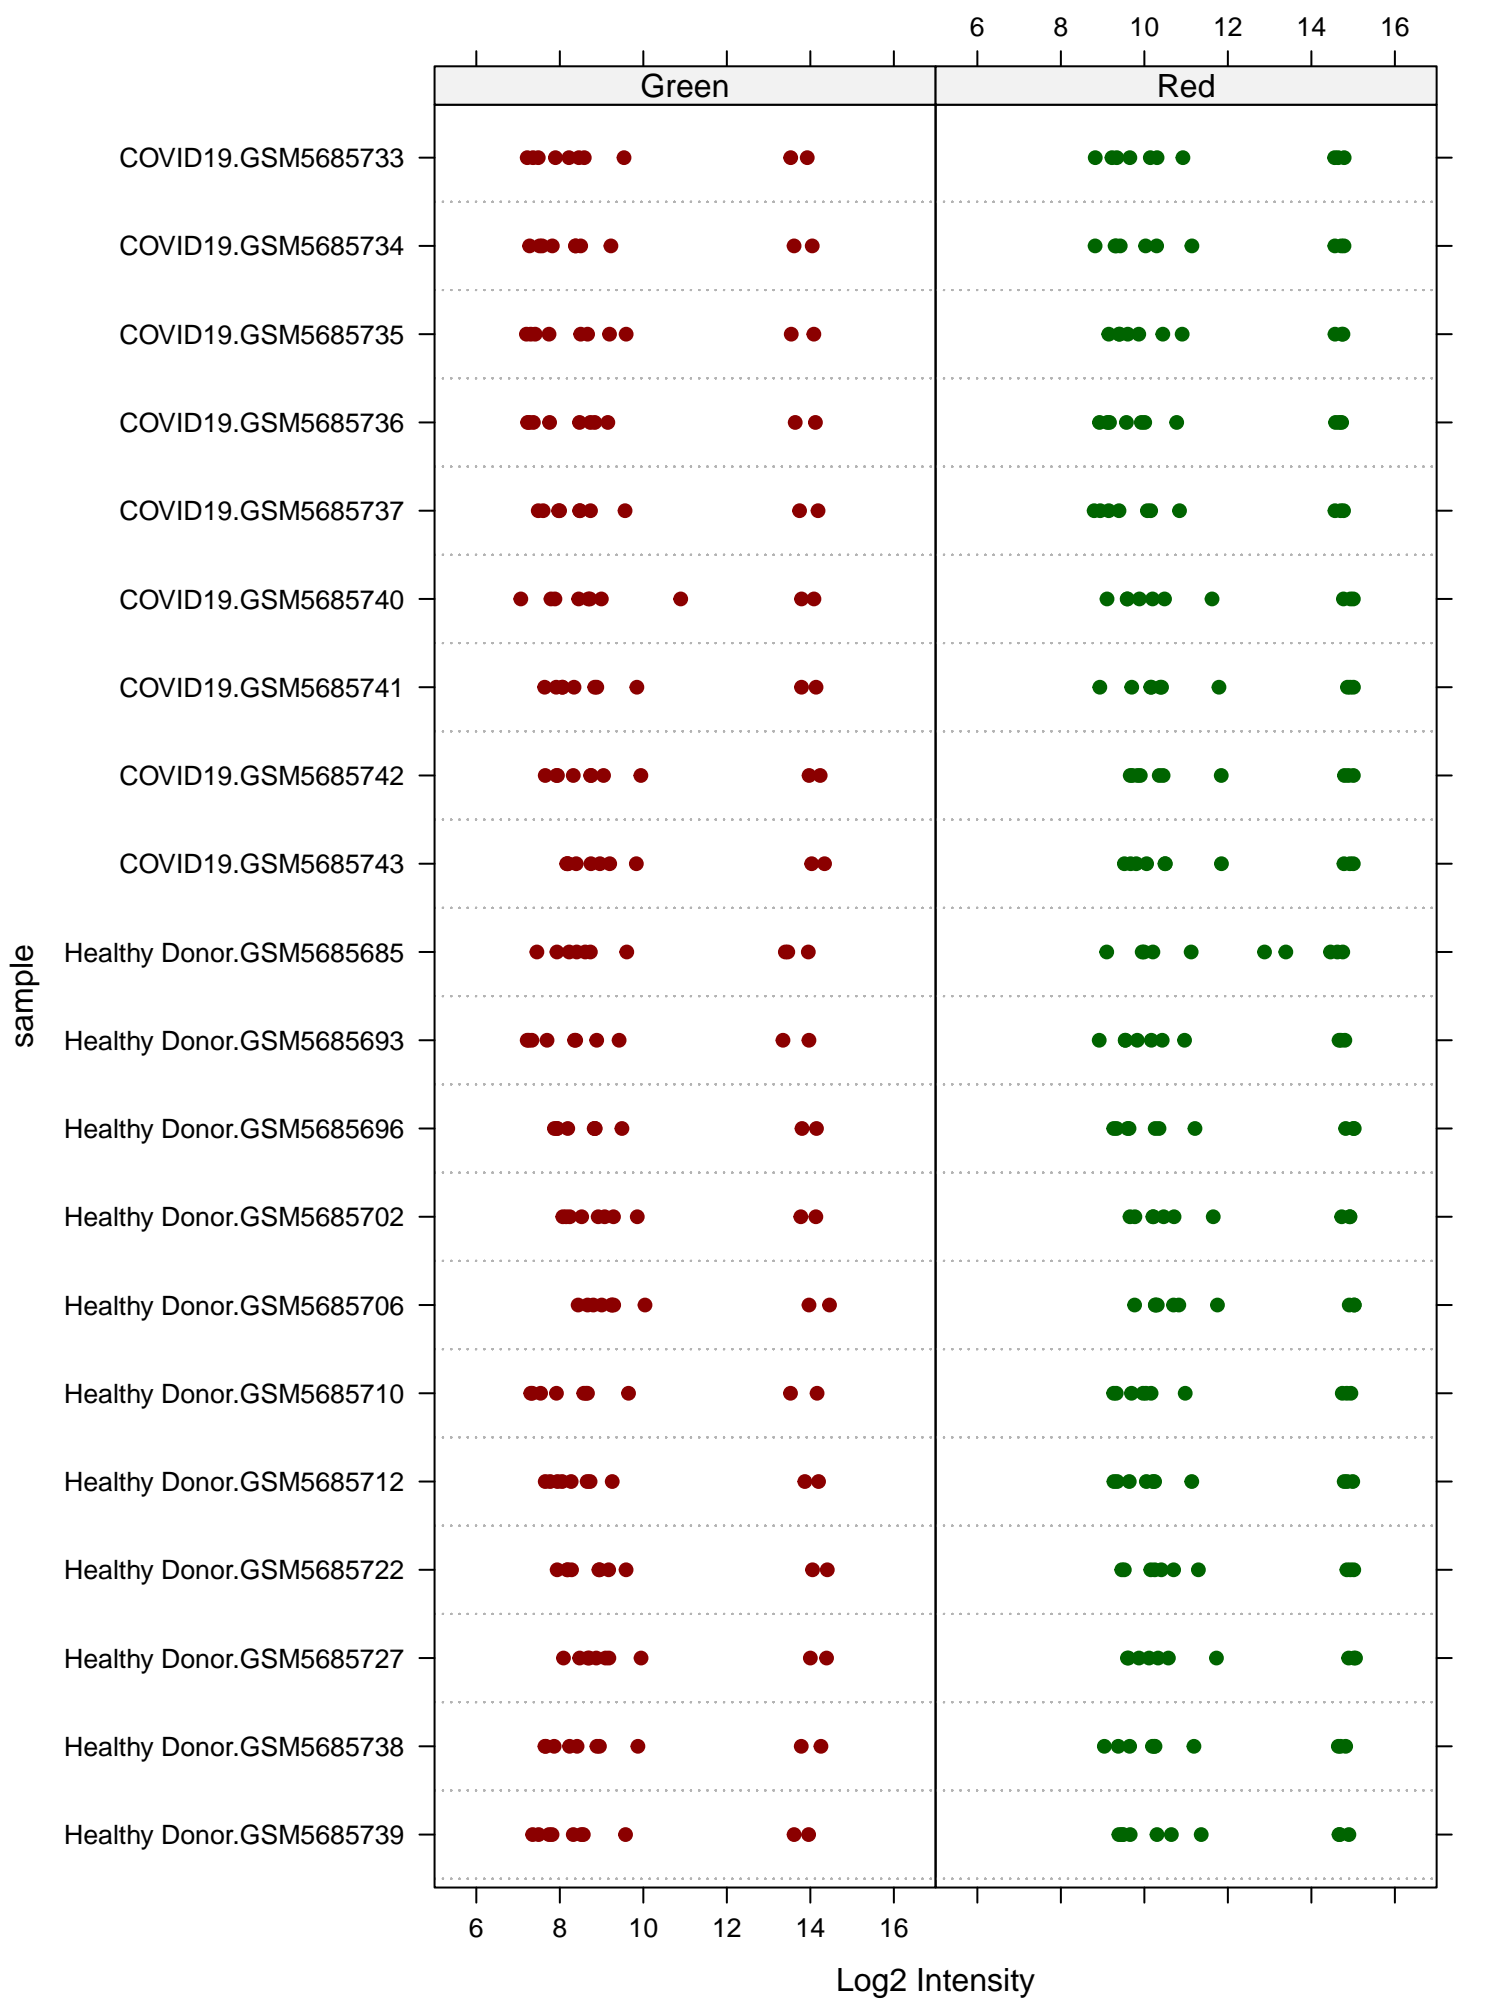 6 8 10 12 14 16
Green Red
COVID19.GSM5685733
COVID19.GSM5685734
COVID19.GSM5685735
COVID19.GSM5685736
COVID19.GSM5685737
COVID19.GSM5685740
COVID19.GSM5685741
COVID19.GSM5685742
COVID19.GSM5685743
Healthy Donor.GSM5685685
sample
Healthy Donor.GSM5685693
Healthy Donor.GSM5685696
Healthy Donor.GSM5685702
Healthy Donor.GSM5685706
Healthy Donor.GSM5685710
Healthy Donor.GSM5685712
Healthy Donor.GSM5685722
Healthy Donor.GSM5685727
Healthy Donor.GSM5685738
Healthy Donor.GSM5685739
6 8 10 12 14 16
Log2 Intensity